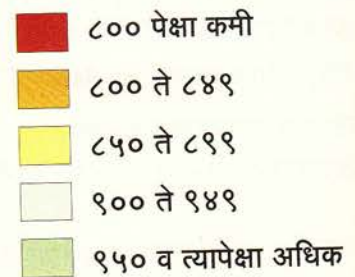 ८०० पेक्षा कमी
८०० ते ८४९
८५० ते ८९९
९०० ते ९४९
९५० व त्यापेक्षा अधिक